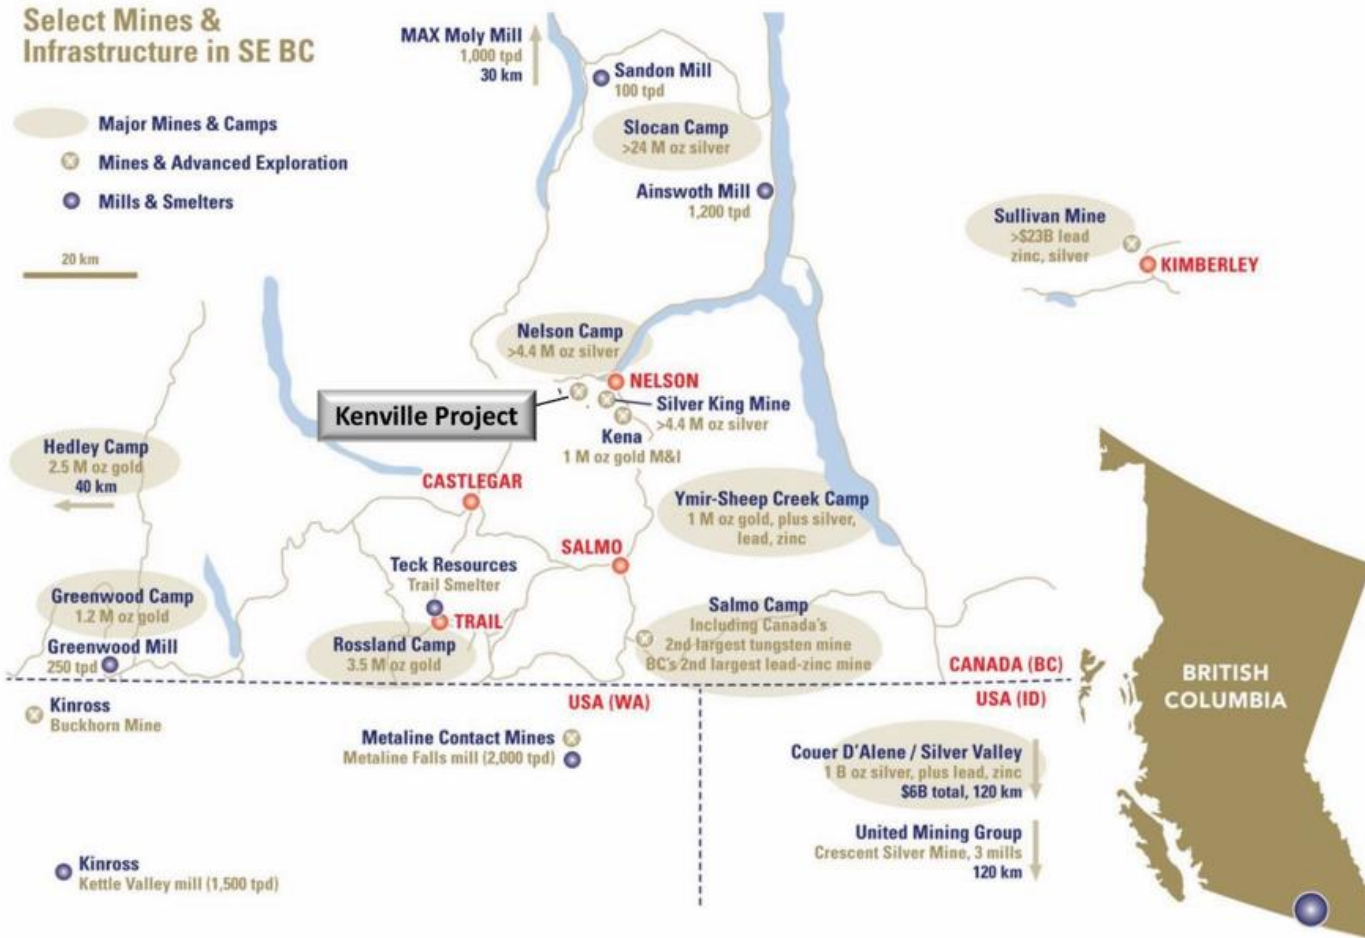 Select Mines &
Infrastructure in SE BC
Major Mines & Camps
Mines & Advanced Exploration
Mills & Smelters
20 km
MAX Moly Mill
1,000 tpd
30 km
Sandon Mill
100 tpd
Slocan Camp
>24 M oz silver
Ainswoth Mill
1,200 tpd
Sullivan Mine
>$23B lead
zinc, silver
KIMBERLEY
Nelson Camp
>4.4 M oz silver
NELSON
Kenville Project
Silver King Mine
>4.4 M oz silver
Kena
1 M oz gold M&I
Hedley Camp
2.5 M oz gold
40 km
CASTLEGAR
Ymir-Sheep Creek Camp
1 M oz gold, plus silver,
lead, zinc
SALMO
Teck Resources
Trail Smelter
TRAIL
Greenwood Camp
1.2 M oz gold
Greenwood Mill
250 tpd
Rossland Camp
3.5 M oz gold
Salmo Camp
Including Canada's
2nd largest tungsten mine
BC's 2nd largest lead-zinc mine
CANADA (BC)
USA (WA)
USA (ID)
BRITISH
COLUMBIA
Kinross
Buckhorn Mine
Metaline Contact Mines
Metaline Falls mill (2,000 tpd)
Couer D'Alene / Silver Valley
1 B oz silver, plus lead, zinc
$6B total, 120 km
United Mining Group
Crescent Silver Mine, 3 mills
120 km
Kinross
Kettle Valley mill (1,500 tpd)